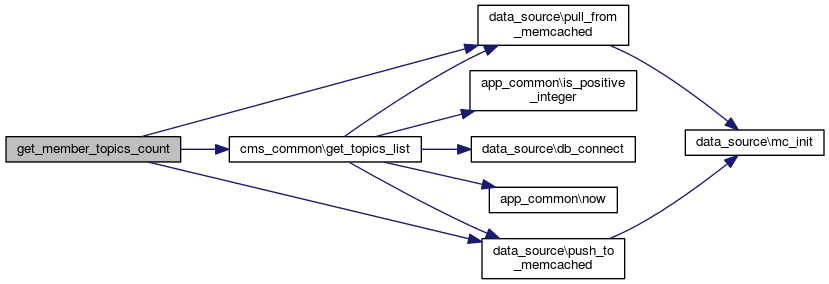 get_member_topics_count
cms_common\get_topics_list
data_source\pull_from
_memcached
app_common\is_positive
_integer
data_source\db_connect
app_common\now
data_source\push_to
_memcached
data_source\mc_init